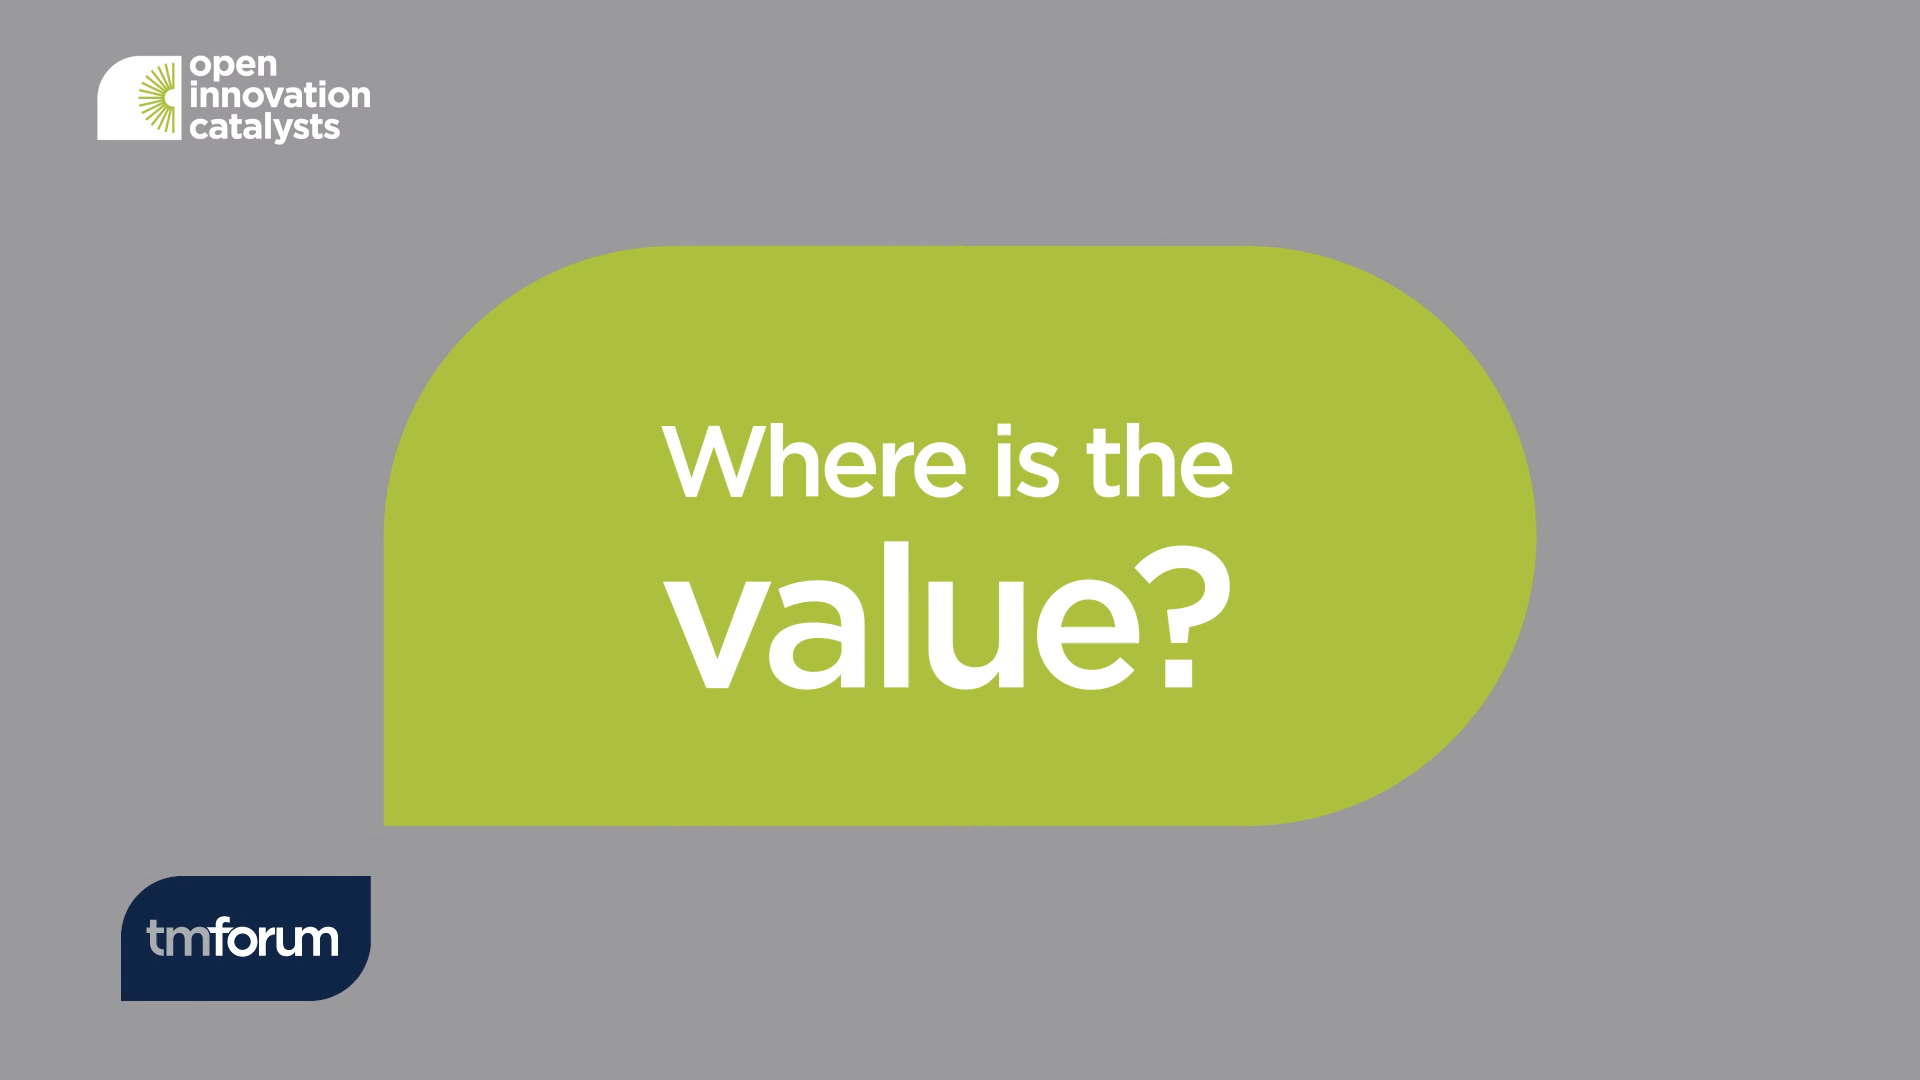 open
innovation
catalysts
Where is the
value?
tmforum